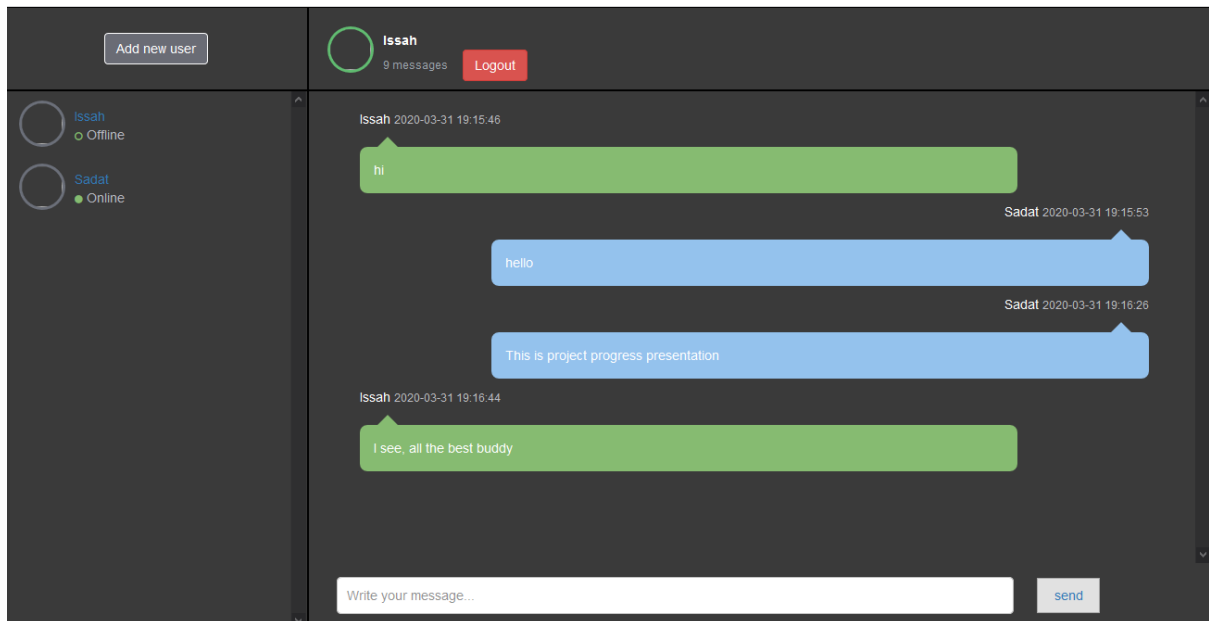 Add new user
Issah
Offline
Sadat
Online
Issah
9 messages Logout
Issah 2020-03-31 19:15:46
hi
Sadat 2020-03-31 19:15:53
hello
Sadat 2020-03-31 19:16:26
This is project progress presentation
Issah 2020-03-31 19:16:44
I see, all the best buddy
Write your message... send